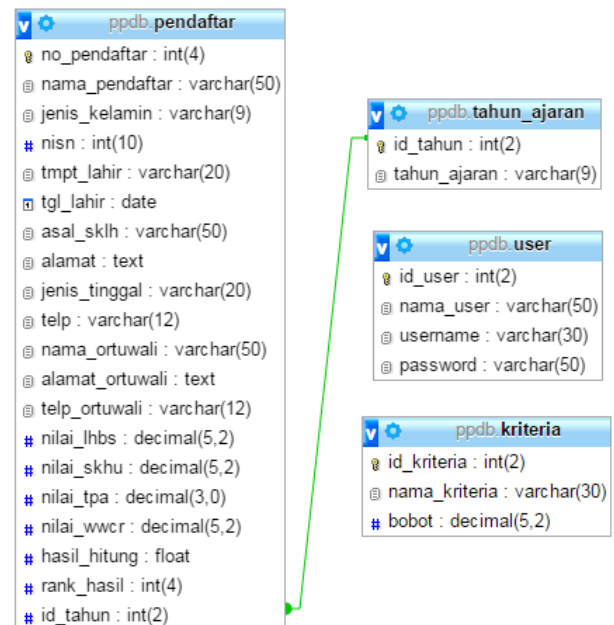 ppdb.pendaftar
no_pendaftar : int(4)
nama_pendaftar : varchar(50)
jenis_kelamin : varchar(9)
nisn : int(10)
tmpt_lahir : varchar(20)
tgl_lahir : date
asal_sklh : varchar(50)
alamat : text
jenis_tinggal : varchar(20)
telp : varchar(12)
nama_ortuwali : varchar(50)
alamat_ortuwali : text
telp_ortuwali : varchar(12)
nilai_lhbs : decimal(5,2)
nilai_skhu : decimal(5,2)
nilai_tpa : decimal(3,0)
nilai_wwcr : decimal(5,2)
hasil_hitung : float
rank_hasil : int(4)
id_tahun : int(2)
ppdb.tahun_ajaran
id_tahun : int(2)
tahun_ajaran : varchar(9)
ppdb.user
id_user : int(2)
nama_user : varchar(50)
username : varchar(30)
password : varchar(50)
ppdb.kriteria
id_kriteria : int(2)
nama_kriteria : varchar(30)
bobot : decimal(5,2)